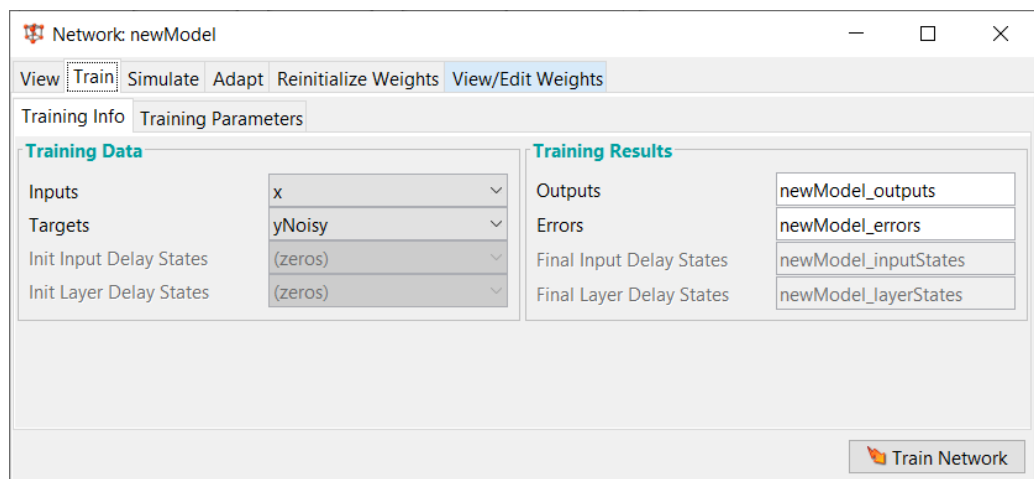 Network: newModel
View Train Simulate Adapt Reinitialize Weights View/Edit Weights
Training Info Training Parameters
Training Data
Inputs x
Targets yNoisy
Init Input Delay States (zeros)
Init Layer Delay States (zeros)
Training Results
Outputs newModel_outputs
Errors newModel_errors
Final Input Delay States newModel_inputStates
Final Layer Delay States newModel_layerStates
Train Network